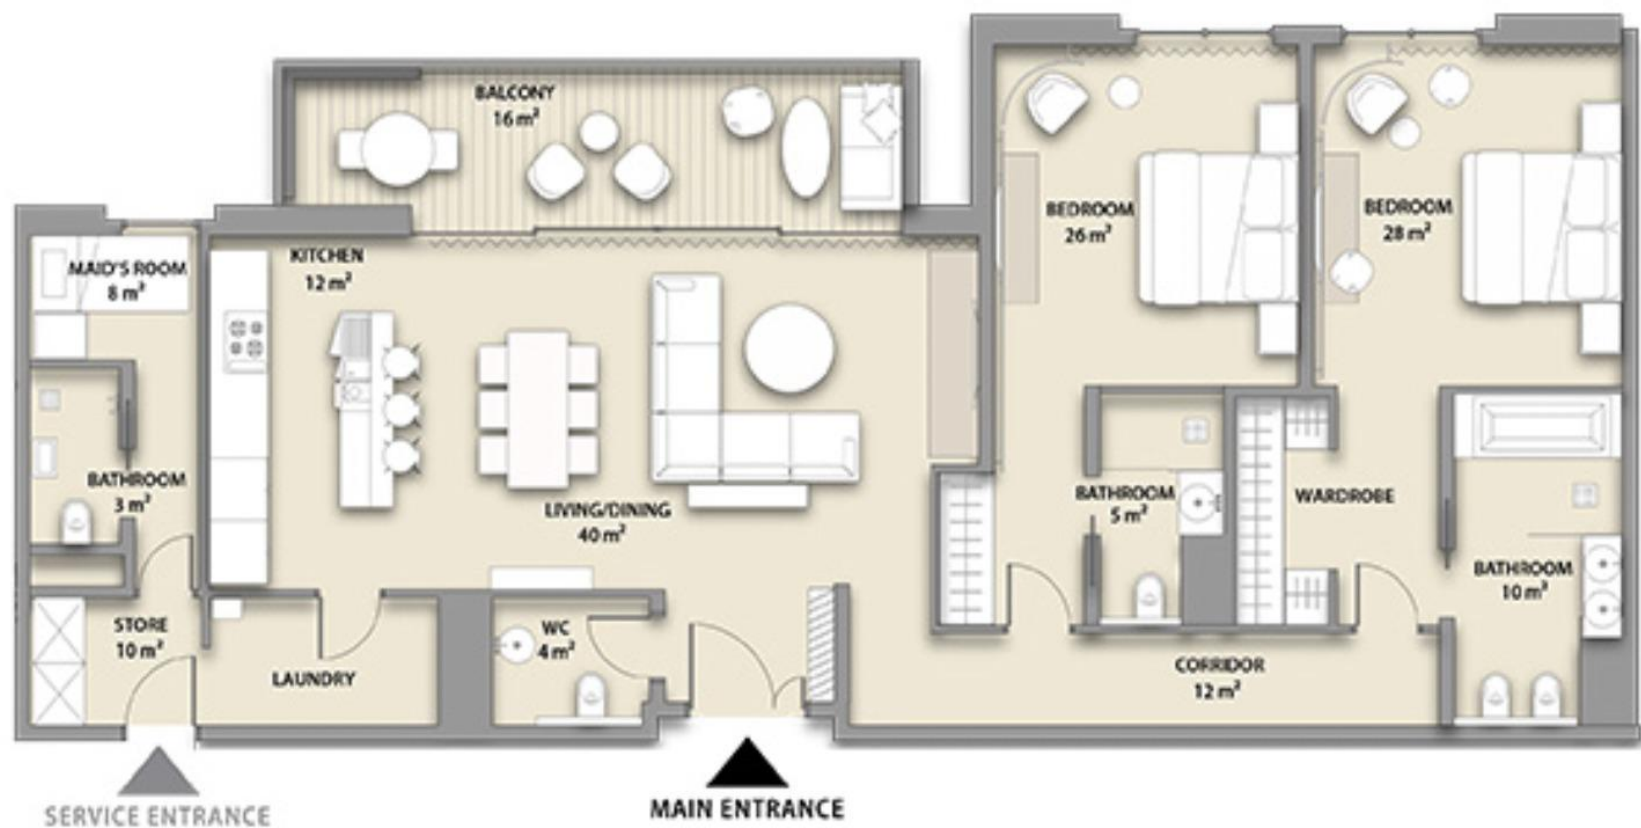 BALCONY
16 m²
BEDROOM
26 m²
BEDROOM
28 m²
KITCHEN
12 m²
MAID'S ROOM
8 m²
BATHROOM
3 m²
LIVING/DINING
40 m²
BATHROOM
5 m²
WARDROBE
BATHROOM
10 m²
STORE
10 m²
LAUNDRY
WC
4 m²
CORRIDOR
12 m²
SERVICE ENTRANCE
MAIN ENTRANCE